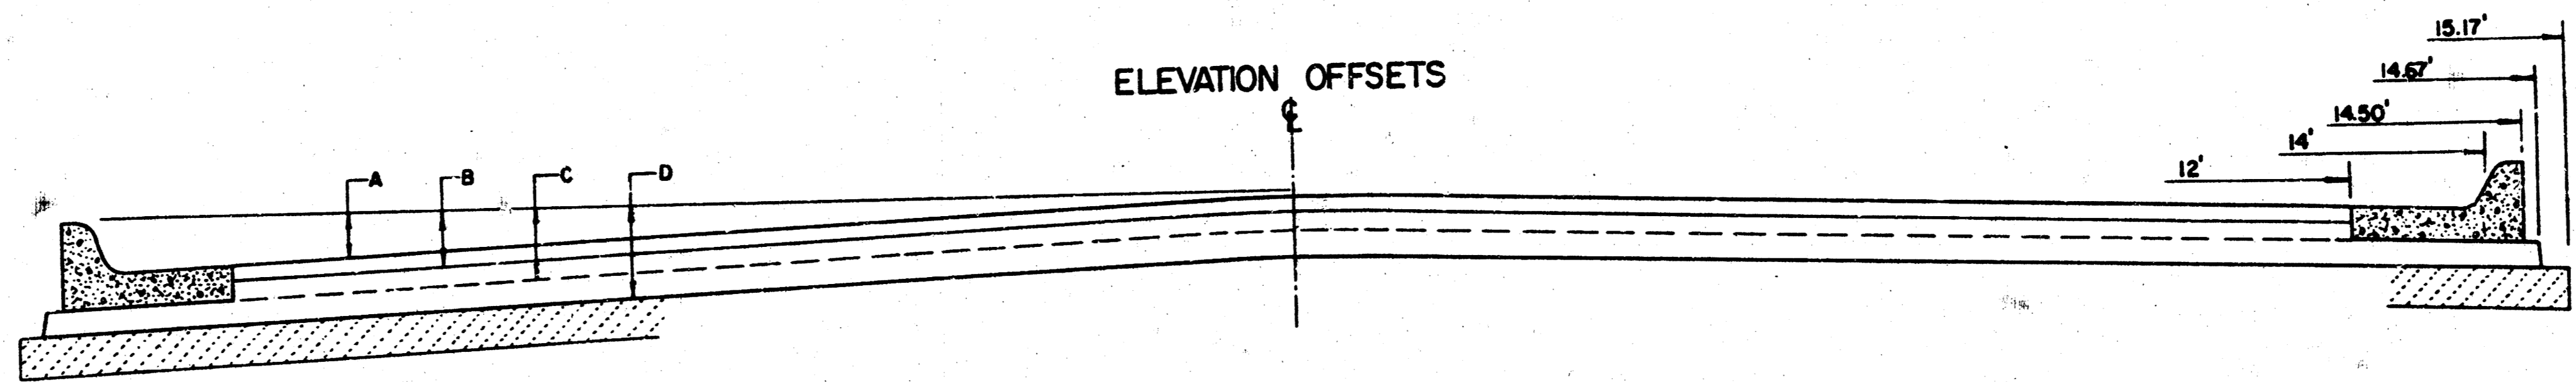 ELEVATION OFFSETS
℄
15.17'
14.67'
14.50'
14'
12'
A
B
C
D